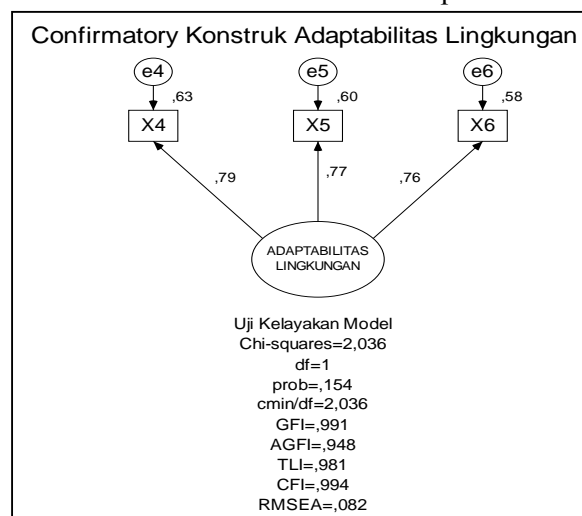 Confirmatory Konstruk Adaptabilitas Lingkungan
e4 e5 e6
,63 ,60 ,58
X4 X5 X6
,79 ,77 ,76
ADAPTABILITAS
LINGKUNGAN
Uji Kelayakan Model
Chi-squares=2,036
df=1
prob=,154
cmin/df=2,036
GFI=,991
AGFI=,948
TLI=,981
CFI=,994
RMSEA=,082